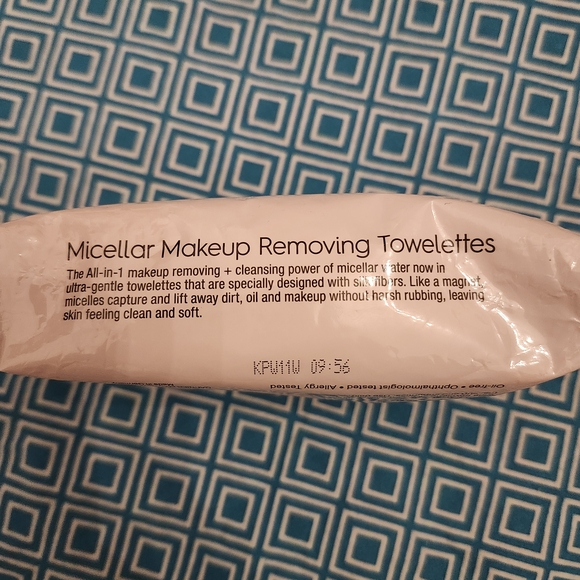 Micellar Makeup Removing Towelettes
The All-in-1 makeup removing + cleansing power of micellar water now in
ultra-gentle towelettes that are specially designed with silk fibers. Like a magnet,
micelles capture and lift away dirt, oil and makeup without harsh rubbing, leaving
skin feeling clean and soft.
KPW11W 09:56
Oil-free • Ophthalmologist tested • Allergy Tested